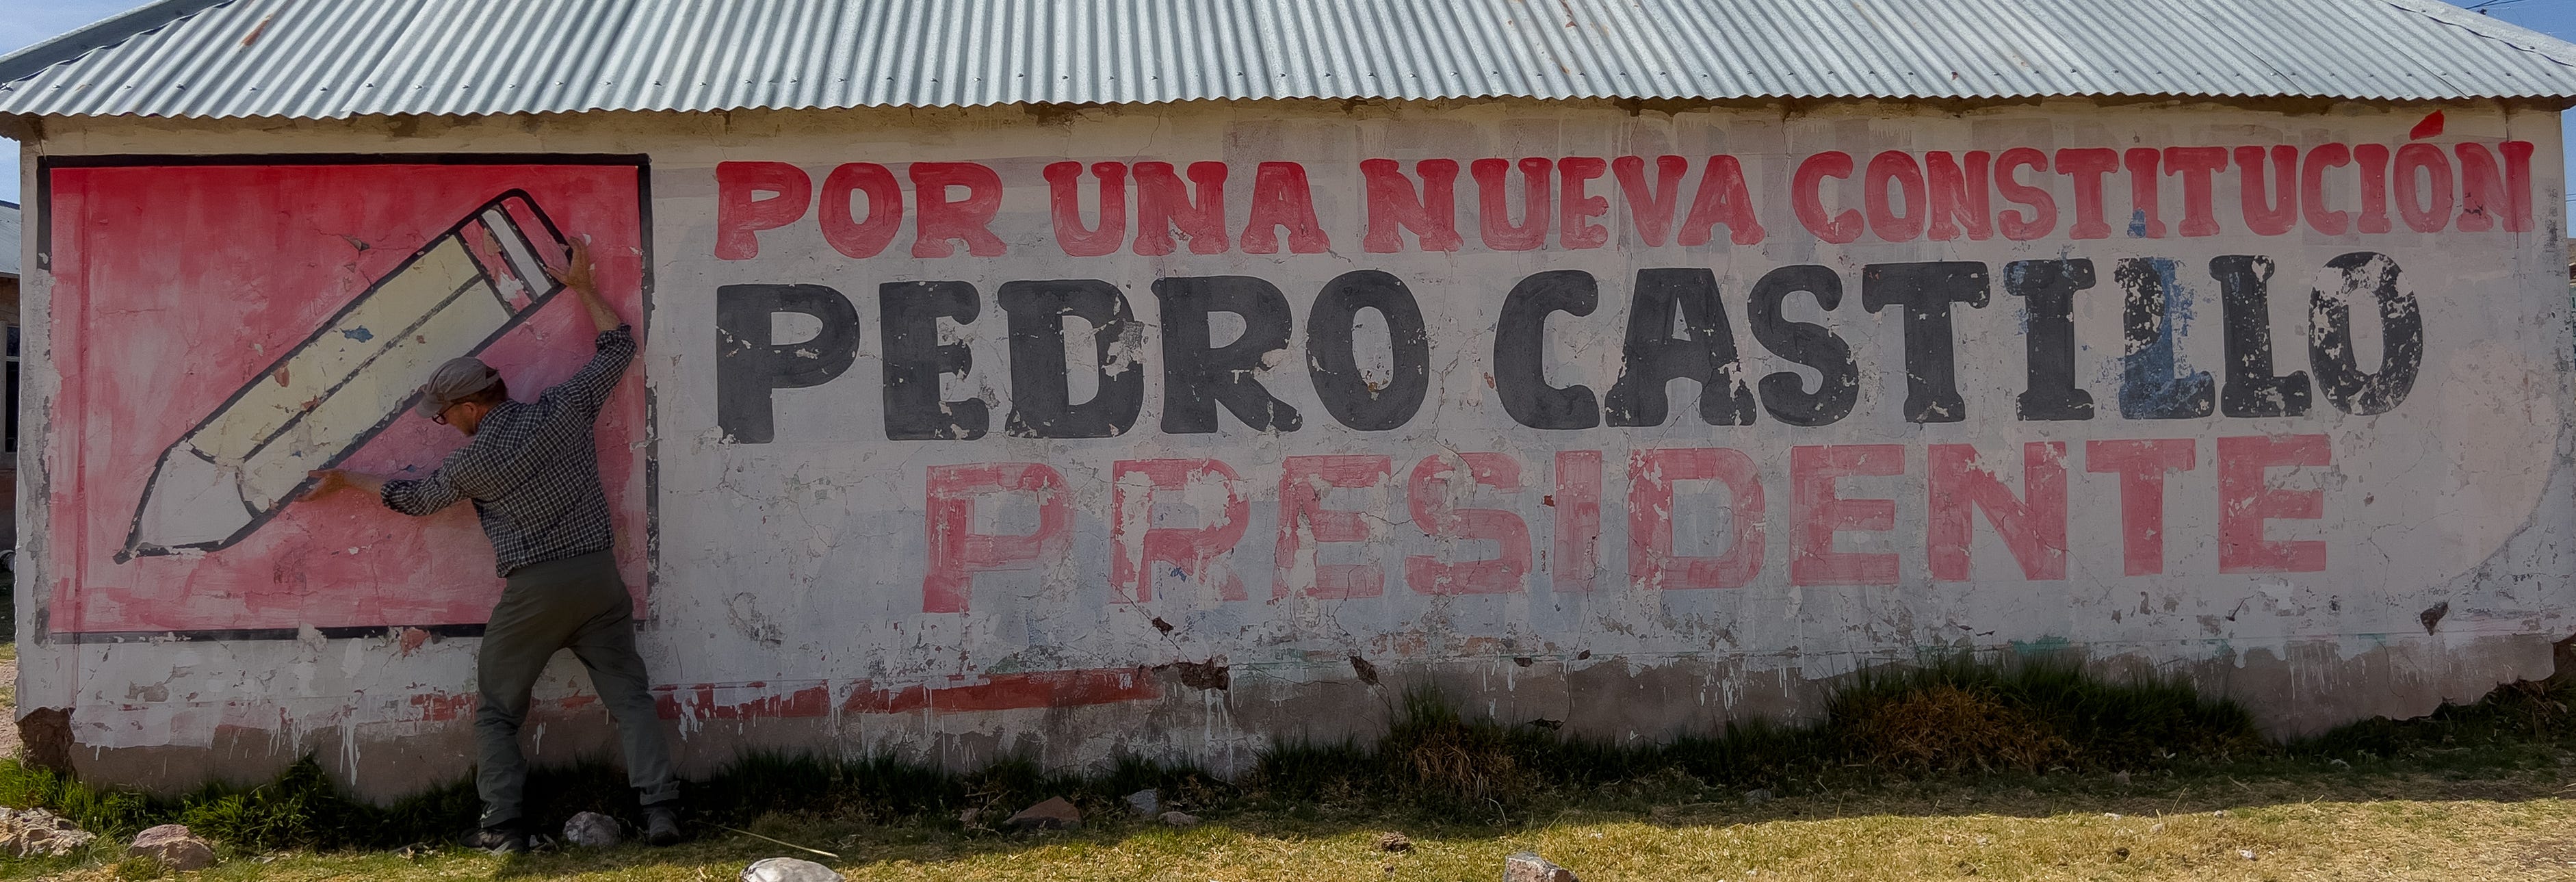 POR UNA NUEVA CONSTITUCIÓN
PEDRO CASTILLO
PRESIDENTE